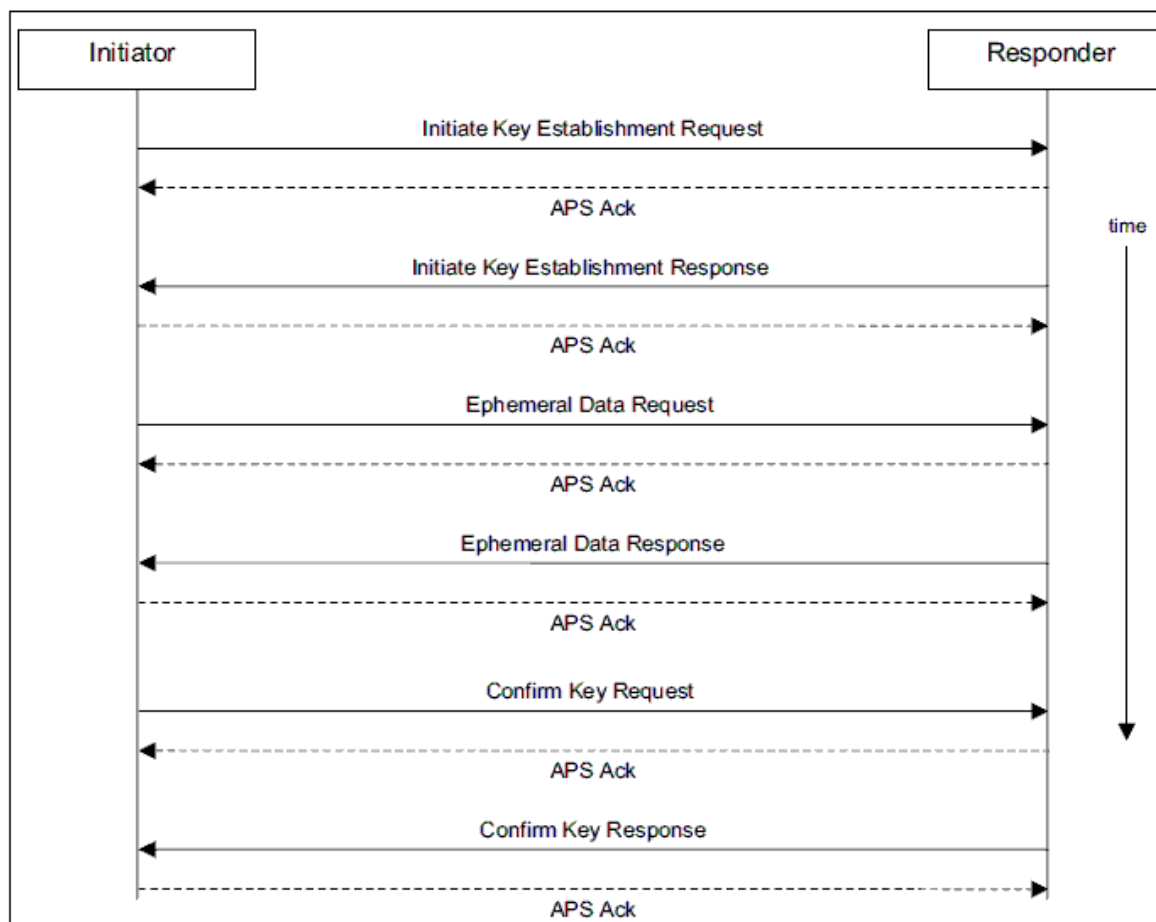 Initiator
Responder
Initiate Key Establishment Request
APS Ack
time
Initiate Key Establishment Response
APS Ack
Ephemeral Data Request
APS Ack
Ephemeral Data Response
APS Ack
Confirm Key Request
APS Ack
Confirm Key Response
APS Ack